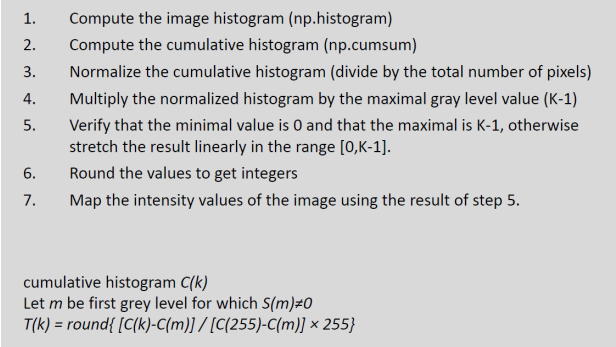 1. Compute the image histogram (np.histogram)
2. Compute the cumulative histogram (np.cumsum)
3. Normalize the cumulative histogram (divide by the total number of pixels)
4. Multiply the normalized histogram by the maximal gray level value (K-1)
5. Verify that the minimal value is 0 and that the maximal is K-1, otherwise
stretch the result linearly in the range [0,K-1].
6. Round the values to get integers
7. Map the intensity values of the image using the result of step 5.
cumulative histogram C(k)
Let m be first grey level for which S(m)≠0
T(k) = round{ [C(k)-C(m)] / [C(255)-C(m)] × 255}